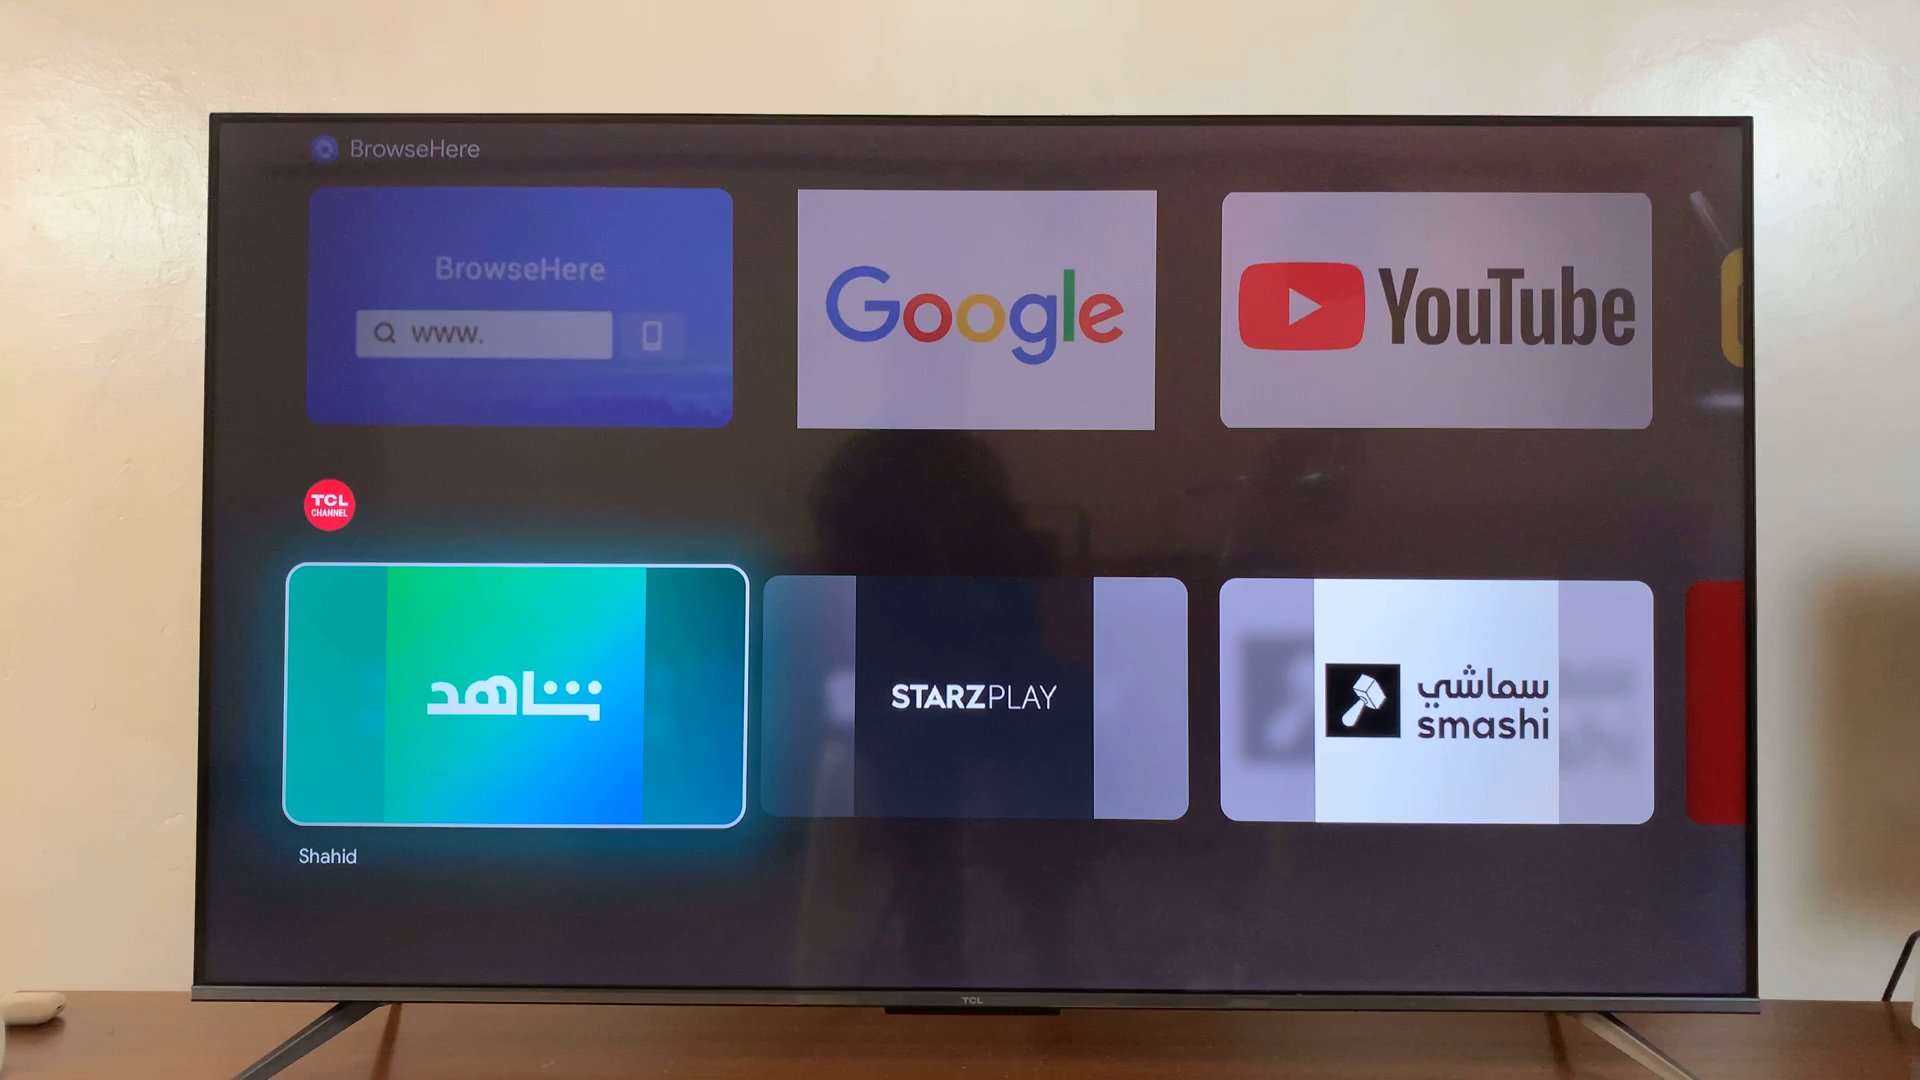 BrowseHere
BrowseHere
www.
Google
YouTube
TCL
CHANNEL
شاهد
STARZPLAY
سماشي
smashi
Shahid
TCL